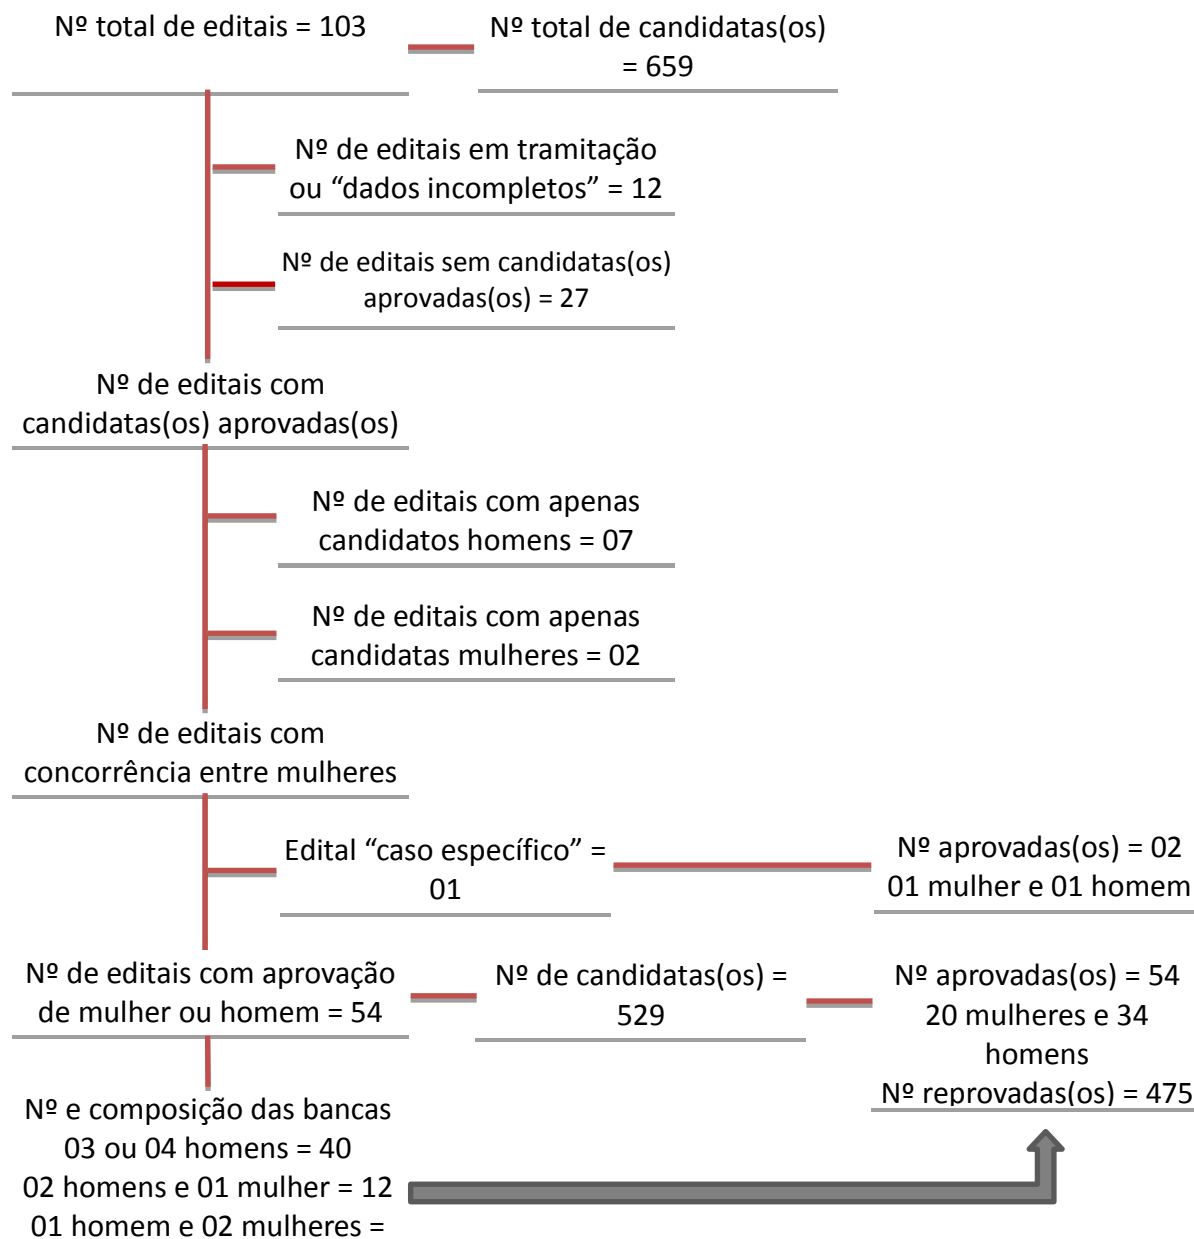 Nº total de editais = 103
Nº total de candidatas(os)
= 659
Nº de editais em tramitação
ou “dados incompletos” = 12
Nº de editais sem candidatas(os)
aprovadas(os) = 27
Nº de editais com
candidatas(os) aprovadas(os)
Nº de editais com apenas
candidatos homens = 07
Nº de editais com apenas
candidatas mulheres = 02
Nº de editais com
concorrência entre mulheres
Edital “caso específico” =
01
Nº aprovadas(os) = 02
01 mulher e 01 homem
Nº de editais com aprovação
de mulher ou homem = 54
Nº de candidatas(os) =
529
Nº aprovadas(os) = 54
20 mulheres e 34
homens
Nº reprovadas(os) = 475
Nº e composição das bancas
03 ou 04 homens = 40
02 homens e 01 mulher = 12
01 homem e 02 mulheres =